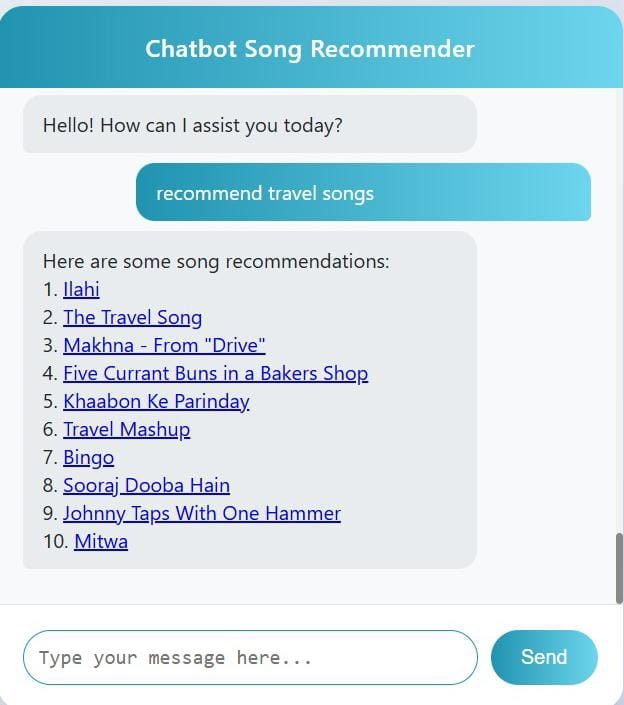 Chatbot Song Recommender
Hello! How can I assist you today?
recommend travel songs
Here are some song recommendations:
1. Ilahi
2. The Travel Song
3. Makhna - From "Drive"
4. Five Currant Buns in a Bakers Shop
5. Khaabon Ke Parinday
6. Travel Mashup
7. Bingo
8. Sooraj Dooba Hain
9. Johnny Taps With One Hammer
10. Mitwa
Type your message here...
Send